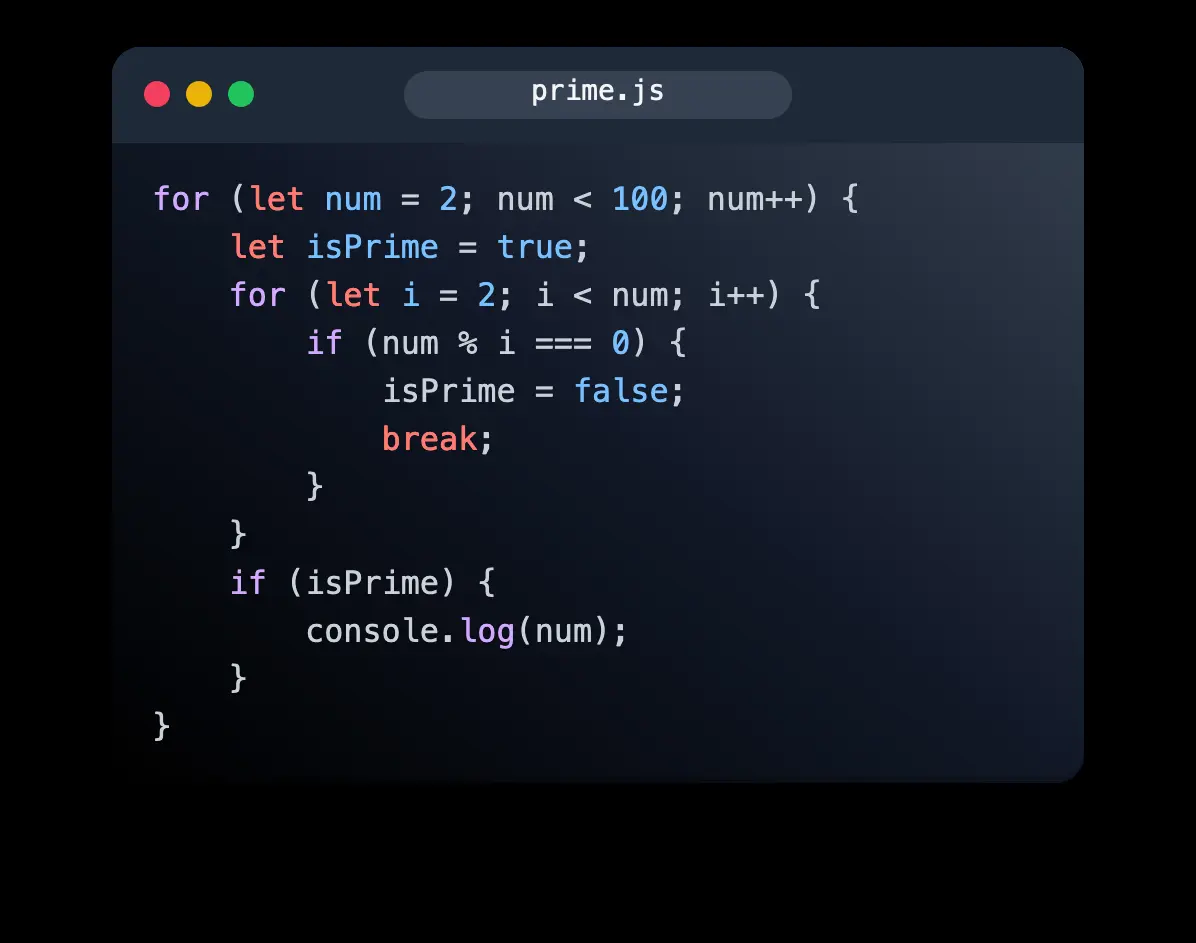 prime.js
for (let num = 2; num < 100; num++) {
    let isPrime = true;
    for (let i = 2; i < num; i++) {
        if (num % i === 0) {
            isPrime = false;
            break;
        }
    }
    if (isPrime) {
        console.log(num);
    }
}